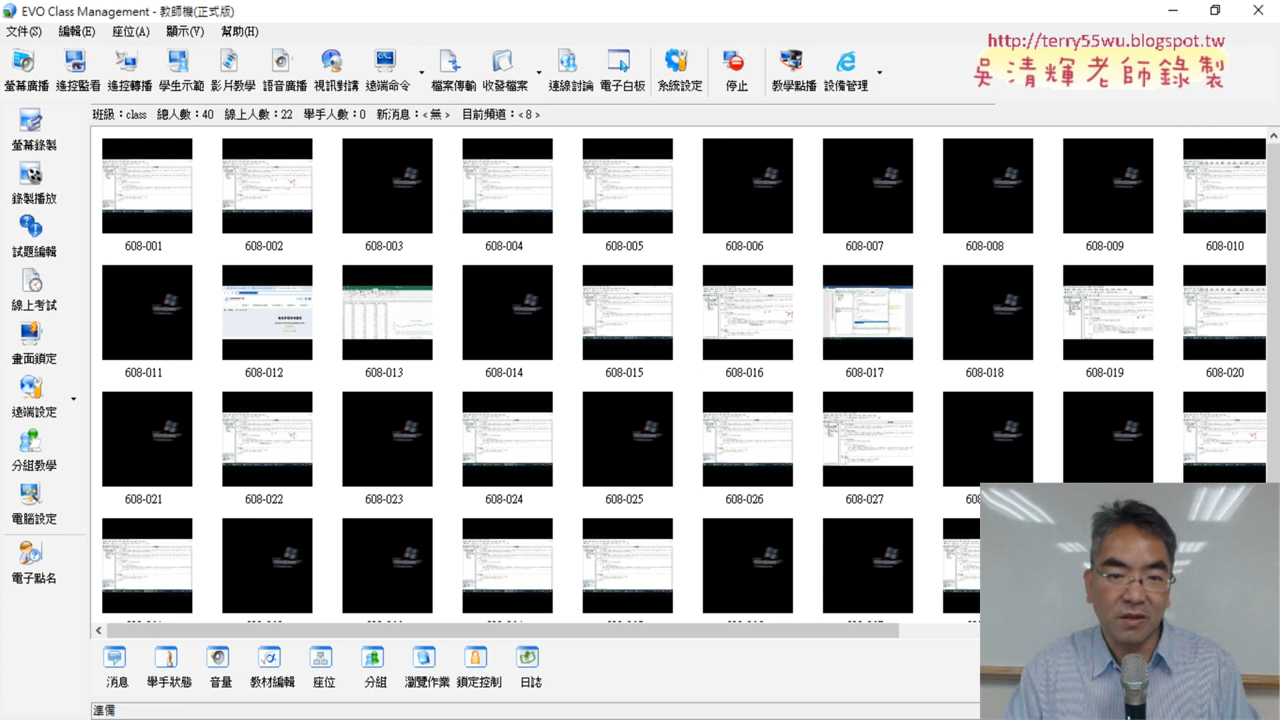 EVO Class Management - 教師機(正式版)
文件(S) 編輯(E) 座位(A) 顯示(V) 幫助(H)
http://terry55wu.blogspot.tw
吳清輝老師錄製
螢幕廣播 遙控監看 遙控轉播 學生示範 影片教學 語音廣播 視訊對講 遠端命令 檔案傳輸 收發檔案 連線討論 電子白板 系統設定 停止 教學點播 設備管理
班級：class 總人數：40 線上人數：22 舉手人數：0 新消息：< 無 > 目前頻道：< 8 >
螢幕錄製
錄製播放
試題編輯
線上考試
畫面鎖定
遠端設定
分組教學
電腦設定
電子點名
608-001 608-002 608-003 608-004 608-005 608-006 608-007 608-008 608-009 608-010
608-011 608-012 608-013 608-014 608-015 608-016 608-017 608-018 608-019 608-020
608-021 608-022 608-023 608-024 608-025 608-026 608-027
消息 舉手狀態 音量 教材編輯 座位 分組 瀏覽作業 鎖定控制 日誌
準備